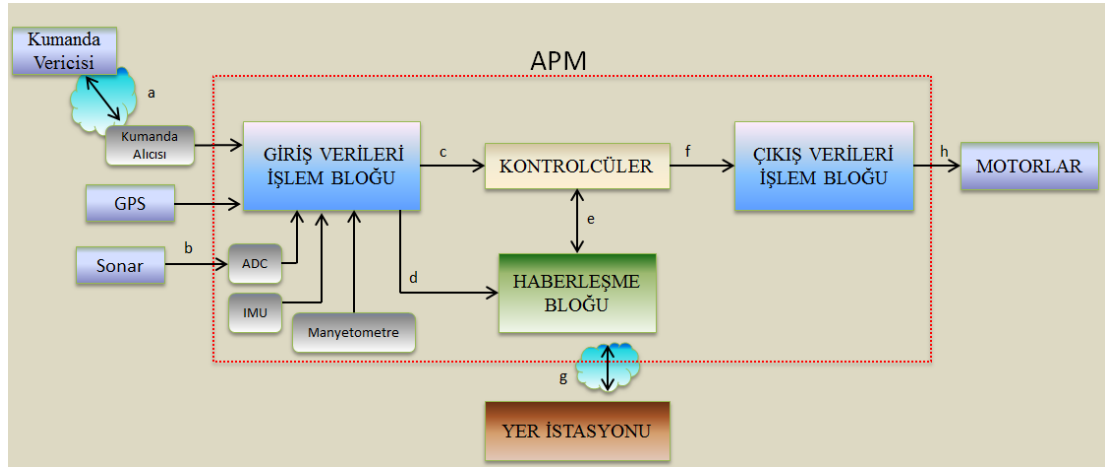 APM
Kumanda
Vericisi
a
Kumanda
Alıcısı
GİRİŞ VERİLERİ
İŞLEM BLOĞU
c
KONTROLCÜLER
f
ÇIKIŞ VERİLERİ
İŞLEM BLOĞU
h
MOTORLAR
GPS
b
Sonar
ADC
d
e
HABERLEŞME
BLOĞU
IMU
Manyetometre
g
YER İSTASYONU